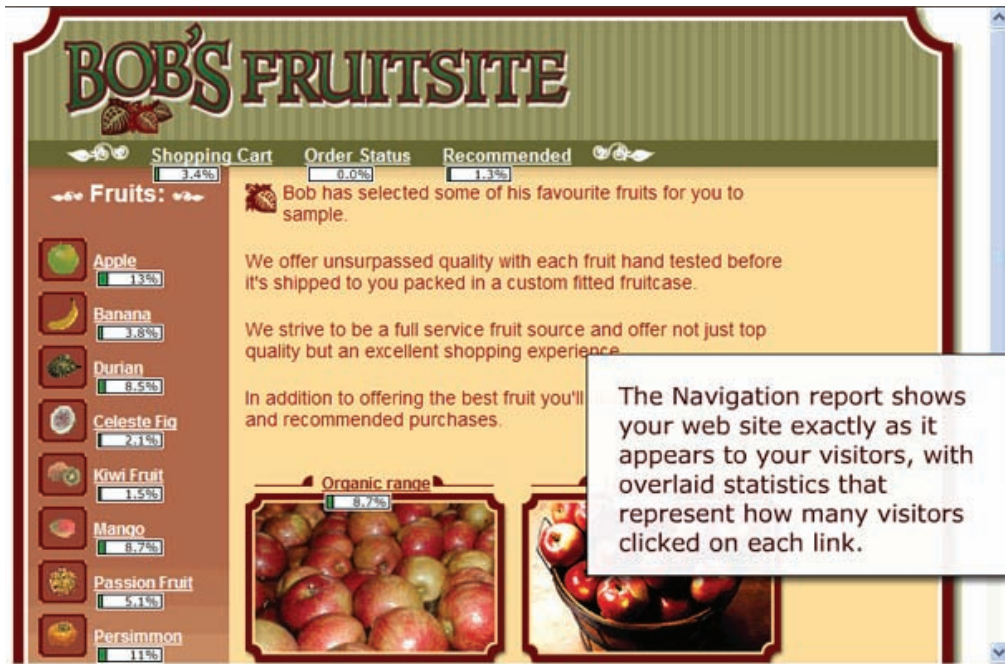 BOB'S FRUITSITE
Shopping Cart Order Status Recommended
3.4% 0.0% 1.3%
Fruits:
Apple
13%
Banana
3.8%
Durian
8.5%
Celeste Fig
2.1%
Kiwi Fruit
1.5%
Mango
8.7%
Passion Fruit
5.1%
Persimmon
11%
Bob has selected some of his favourite fruits for you to
sample.
We offer unsurpassed quality with each fruit hand tested before
it's shipped to you packed in a custom fitted fruitcase.
We strive to be a full service fruit source and offer not just top
quality but an excellent shopping experience.
In addition to offering the best fruit you'll
and recommended purchases.
Organic range
8.7%
The Navigation report shows
your web site exactly as it
appears to your visitors, with
overlaid statistics that
represent how many visitors
clicked on each link.